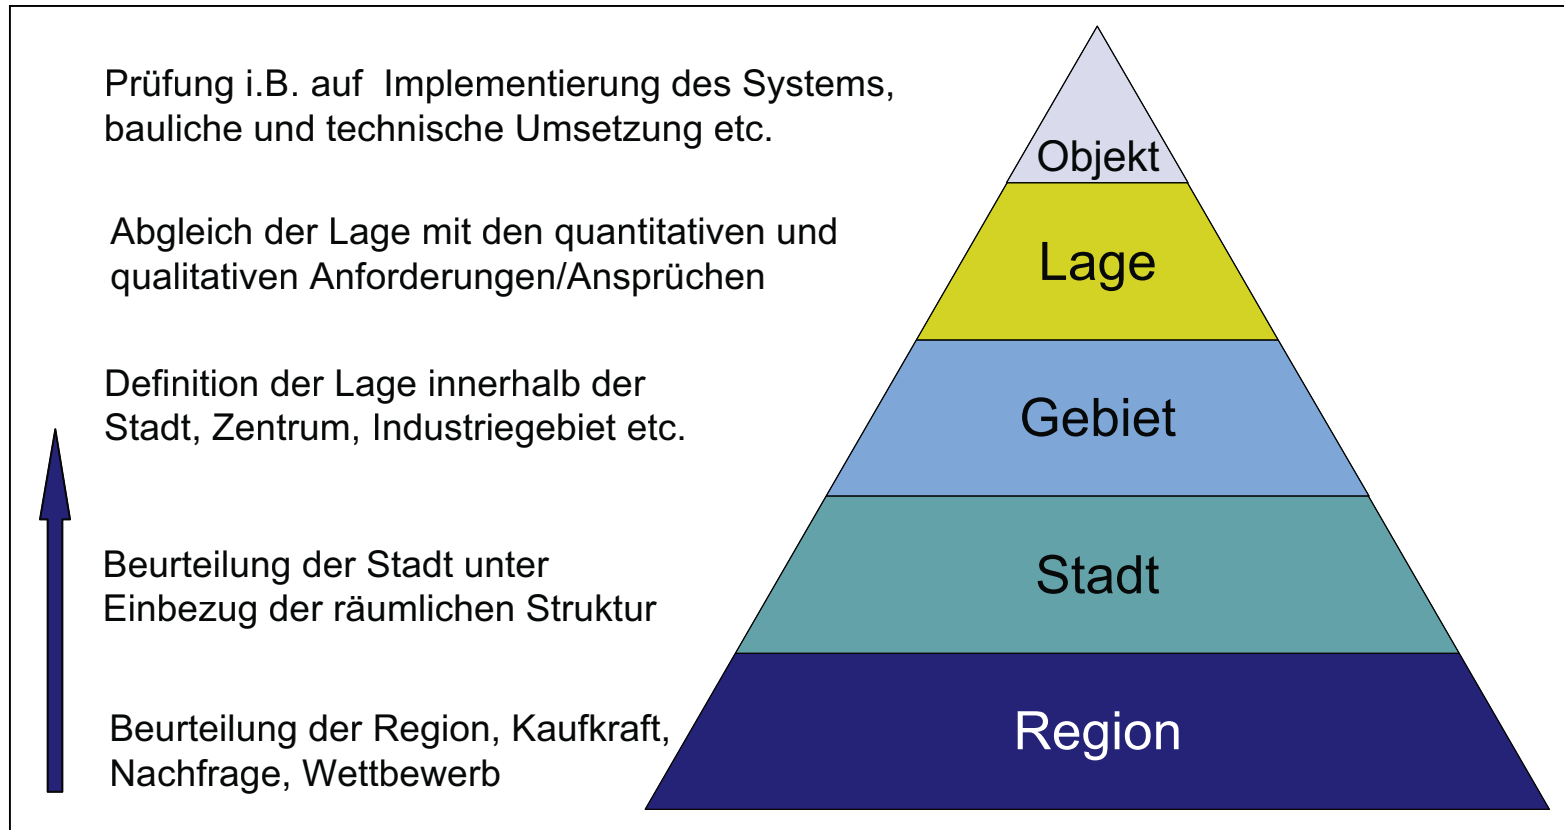 Prüfung i.B. auf Implementierung des Systems,
bauliche und technische Umsetzung etc.
Objekt
Abgleich der Lage mit den quantitativen und
qualitativen Anforderungen/Ansprüchen
Lage
Definition der Lage innerhalb der
Stadt, Zentrum, Industriegebiet etc.
Gebiet
Beurteilung der Stadt unter
Einbezug der räumlichen Struktur
Stadt
Beurteilung der Region, Kaufkraft,
Nachfrage, Wettbewerb
Region